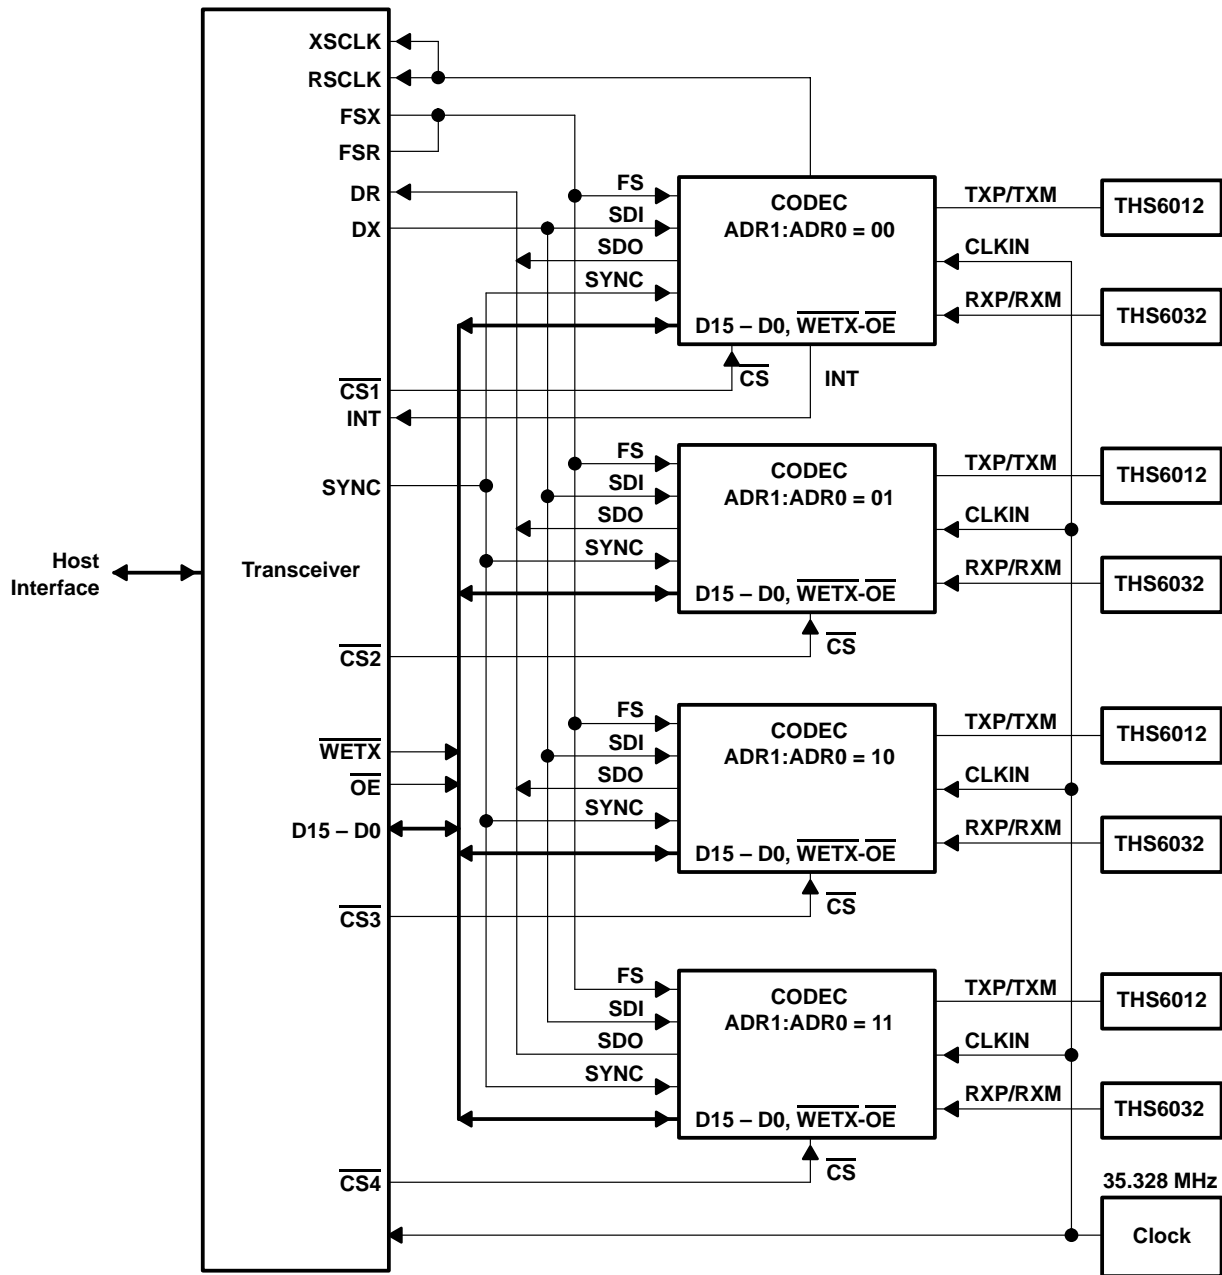 XSCLK
RSCLK
FSX
FSR
DR
DX
CS1
INT
SYNC
Host
Interface
Transceiver
CS2
WETX
OE
D15 – D0
CS3
CS4
FS
SDI
SDO
SYNC
CODEC
ADR1:ADR0 = 00
D15 – D0, WETX-OE
CS
INT
TXP/TXM
CLKIN
RXP/RXM
THS6012
THS6032
FS
SDI
SDO
SYNC
CODEC
ADR1:ADR0 = 01
D15 – D0, WETX-OE
CS
TXP/TXM
CLKIN
RXP/RXM
THS6012
THS6032
FS
SDI
SDO
SYNC
CODEC
ADR1:ADR0 = 10
D15 – D0, WETX-OE
CS
TXP/TXM
CLKIN
RXP/RXM
THS6012
THS6032
FS
SDI
SDO
SYNC
CODEC
ADR1:ADR0 = 11
D15 – D0, WETX-OE
CS
TXP/TXM
CLKIN
RXP/RXM
THS6012
THS6032
35.328 MHz
Clock